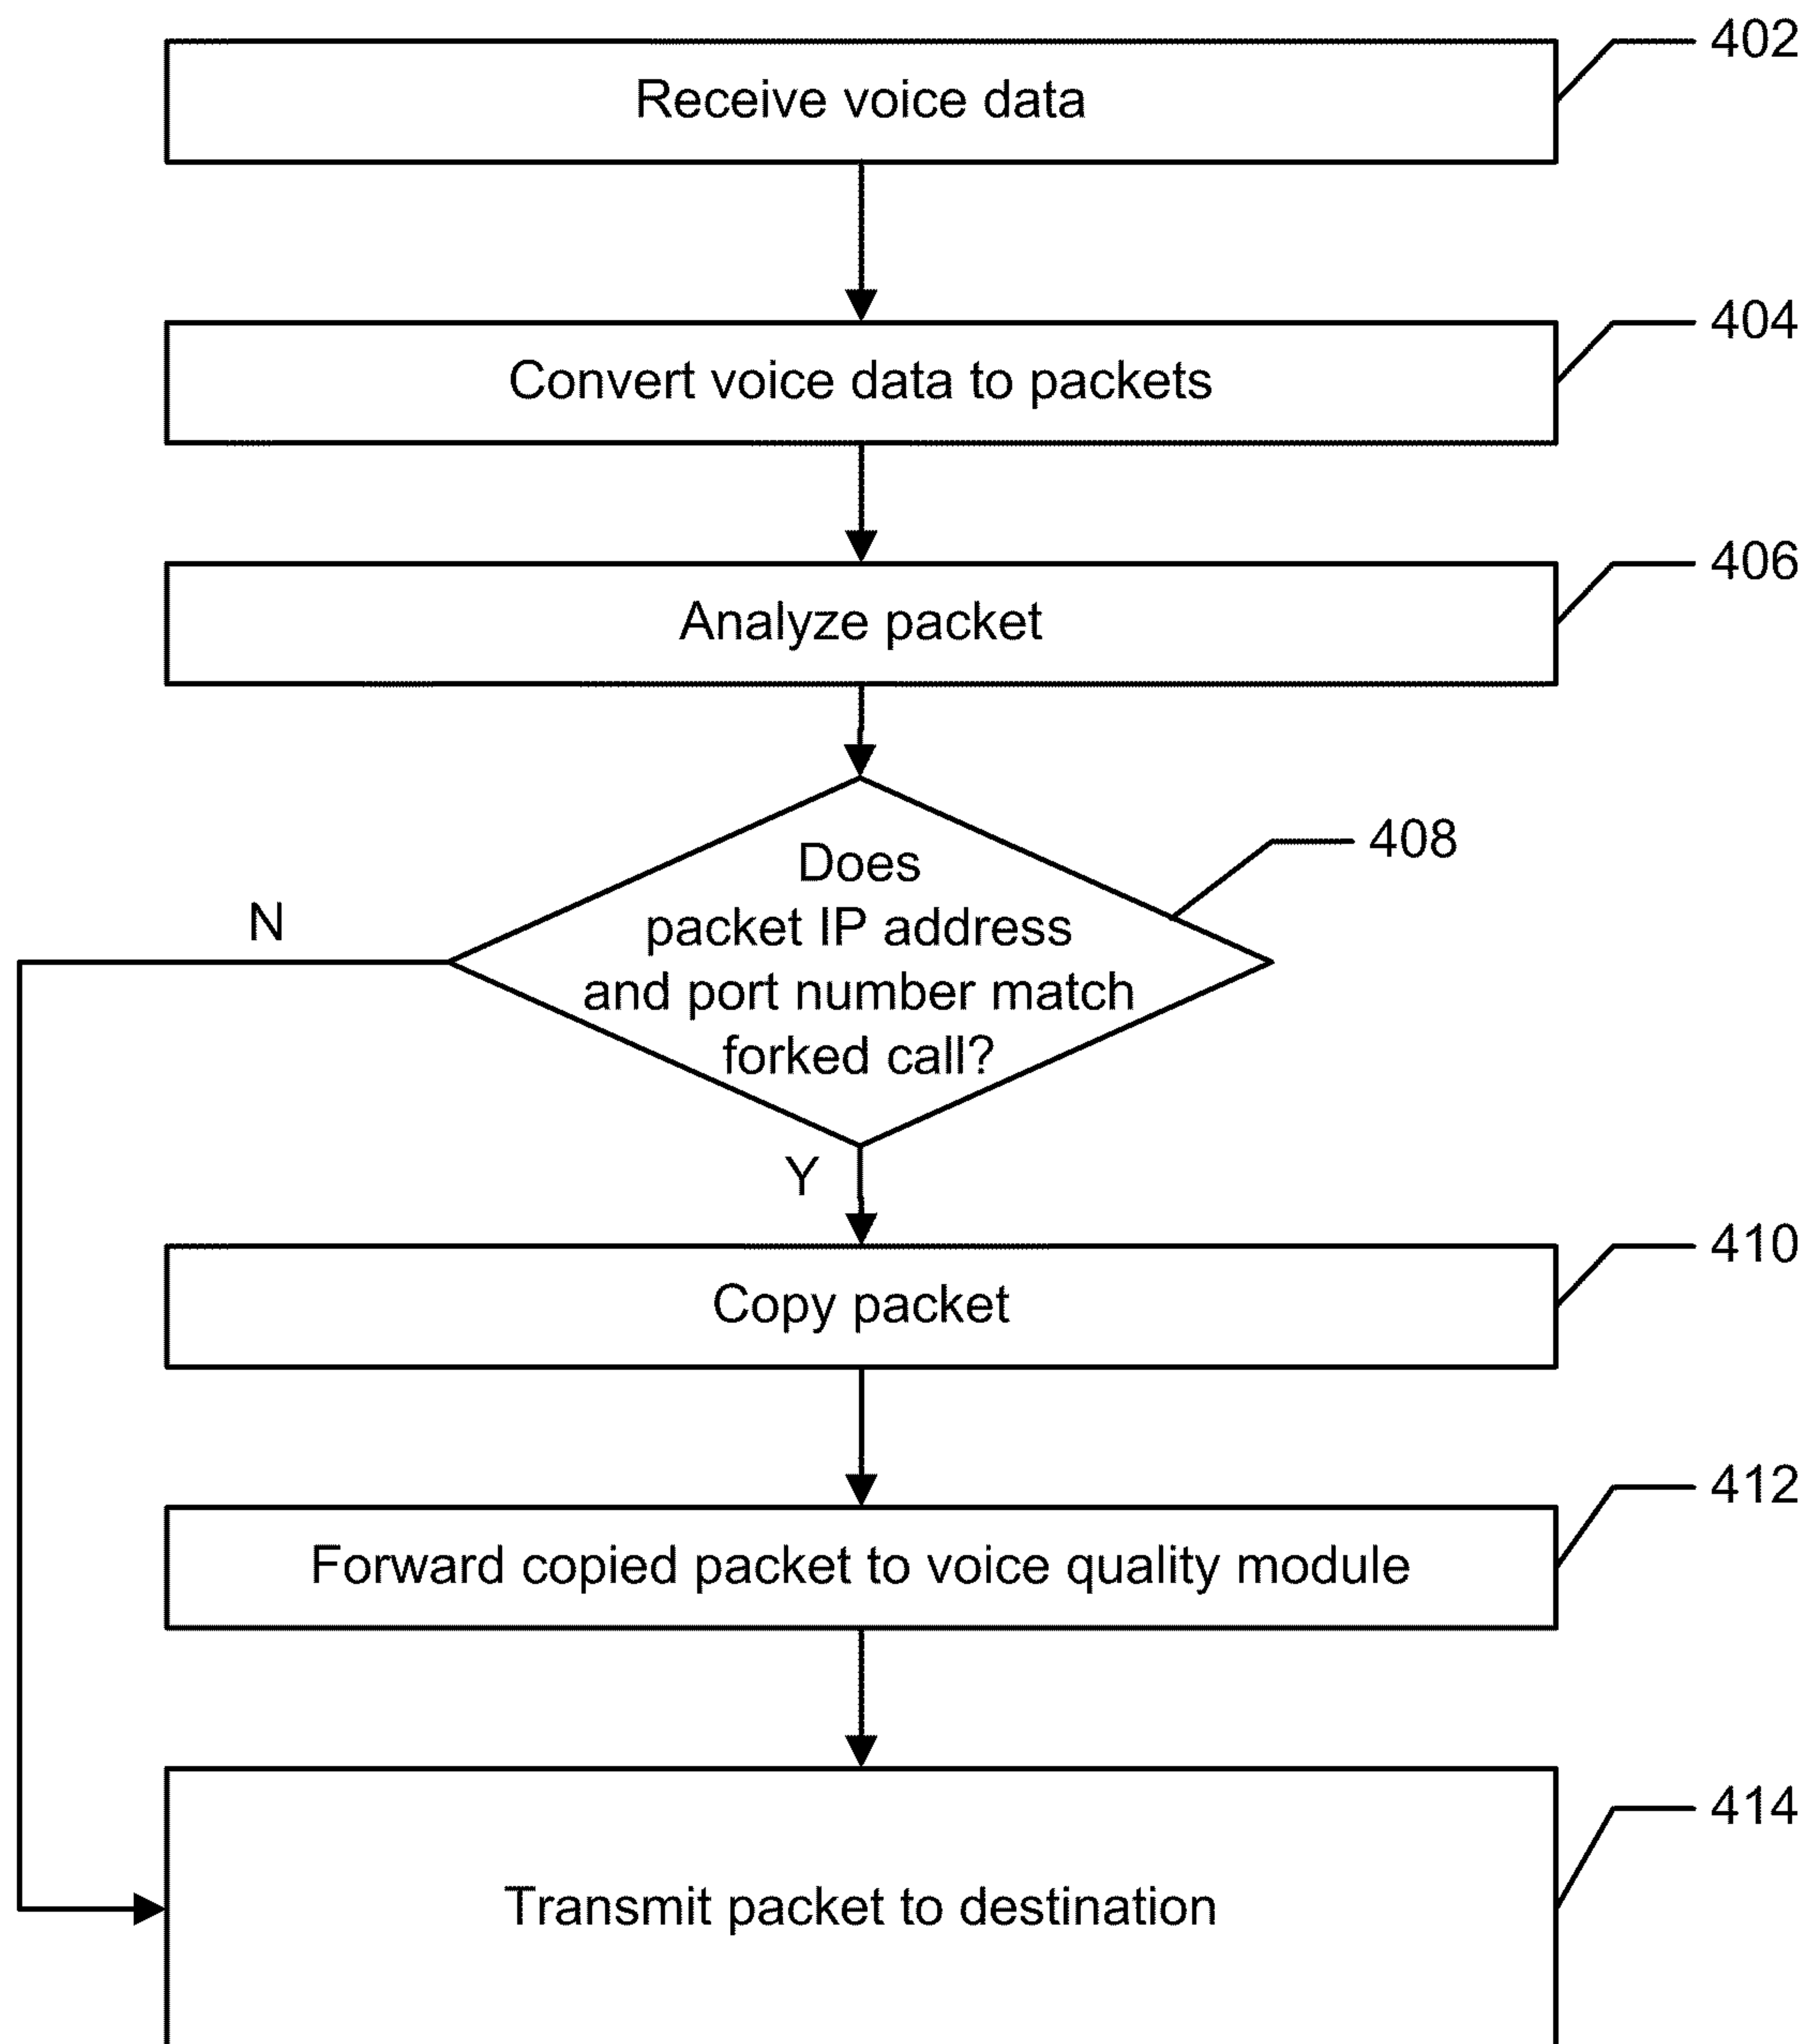 402
Receive voice data
404
Convert voice data to packets
406
Analyze packet
408
Does
packet IP address
and port number match
forked call?
N
Y
410
Copy packet
412
Forward copied packet to voice quality module
414
Transmit packet to destination